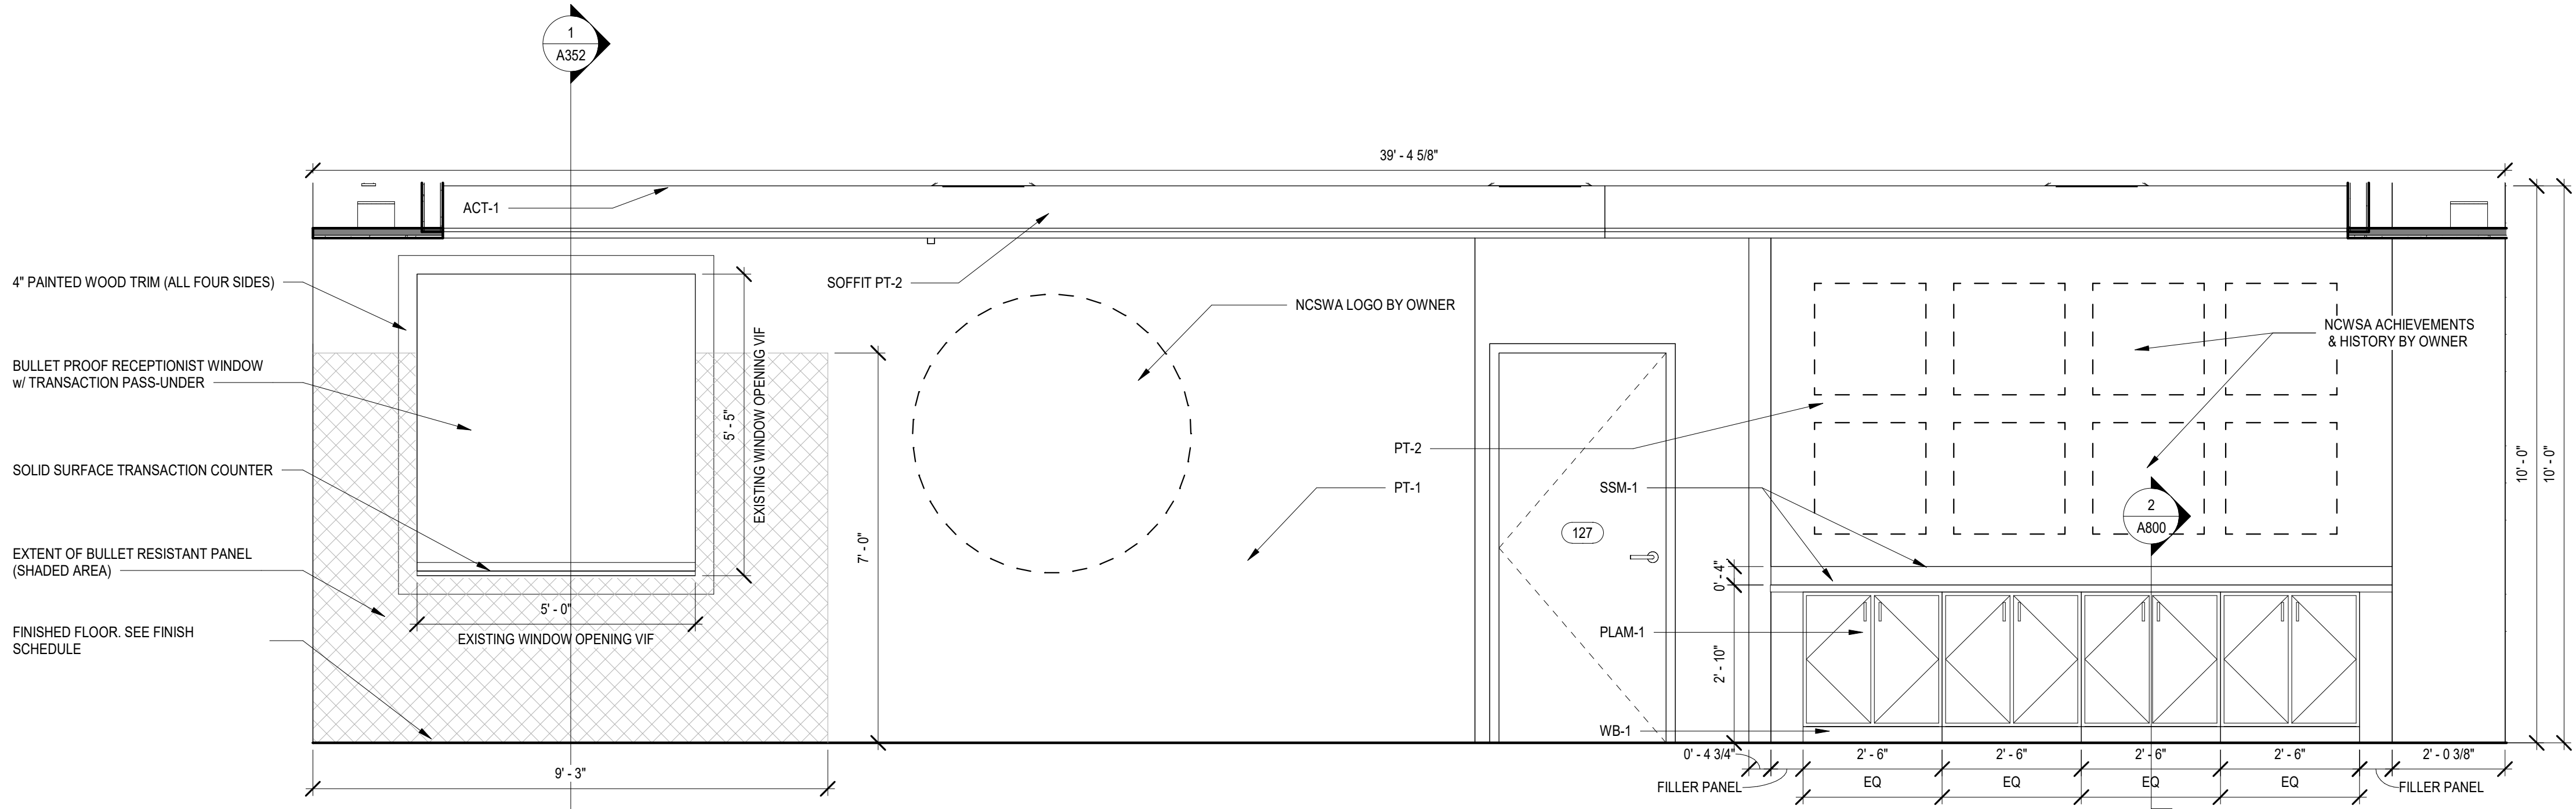 1
A352
39' - 4 5/8"
ACT-1
4" PAINTED WOOD TRIM (ALL FOUR SIDES)
SOFFIT PT-2
NCSWA LOGO BY OWNER
NCWSA ACHIEVEMENTS
& HISTORY BY OWNER
BULLET PROOF RECEPTIONIST WINDOW
w/ TRANSACTION PASS-UNDER
5' - 5"
EXISTING WINDOW OPENING VIF
SOLID SURFACE TRANSACTION COUNTER
PT-2
PT-1
SSM-1
10' - 0"
10' - 0"
2
A800
127
7' - 0"
EXTENT OF BULLET RESISTANT PANEL
(SHADED AREA)
0' - 4"
5' - 0"
EXISTING WINDOW OPENING VIF
FINISHED FLOOR. SEE FINISH
SCHEDULE
PLAM-1
2' - 10"
WB-1
9' - 3"
0' - 4 3/4"
2' - 6"
2' - 6"
2' - 6"
2' - 6"
2' - 0 3/8"
FILLER PANEL
EQ
EQ
EQ
EQ
FILLER PANEL